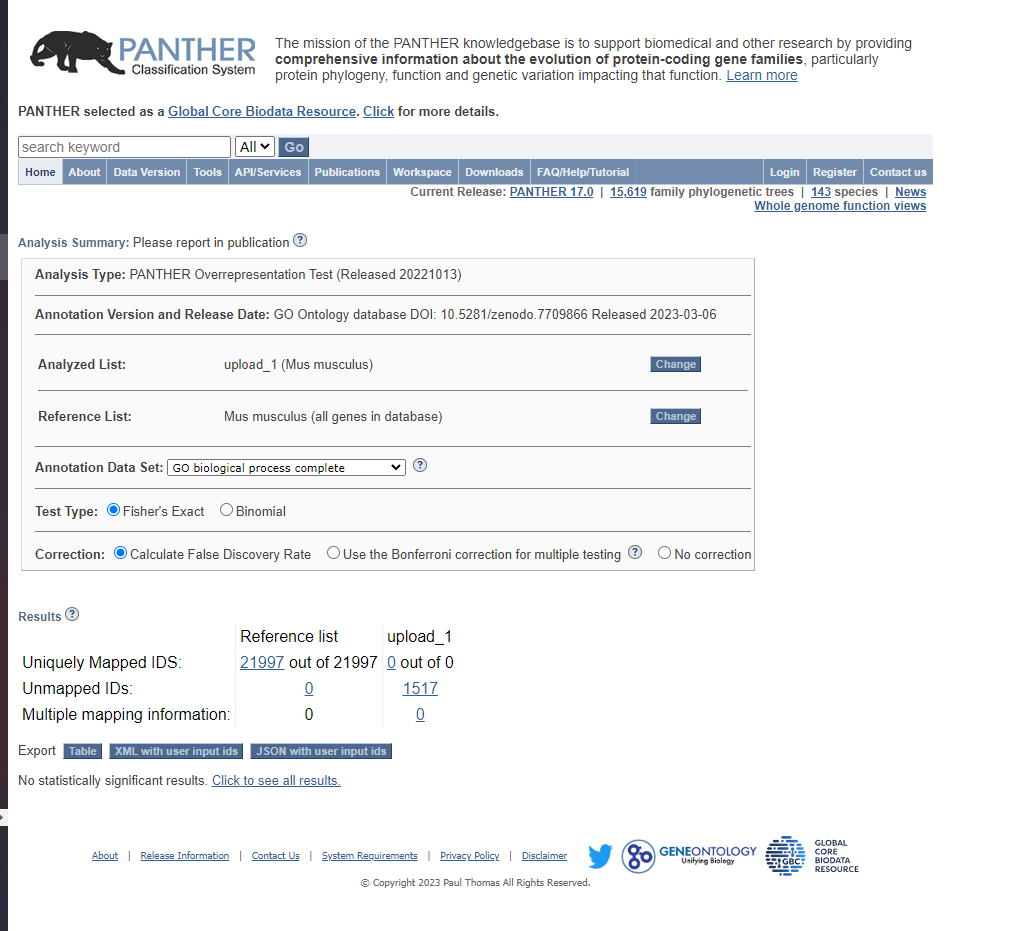 PANTHER
Classification System
The mission of the PANTHER knowledgebase is to support biomedical and other research by providing
comprehensive information about the evolution of protein-coding gene families, particularly
protein phylogeny, function and genetic variation impacting that function. Learn more
PANTHER selected as a Global Core Biodata Resource. Click for more details.
search keyword All Go
Home About Data Version Tools API/Services Publications Workspace Downloads FAQ/Help/Tutorial Login Register Contact us
Current Release: PANTHER 17.0 | 15,619 family phylogenetic trees | 143 species | News
Whole genome function views
Analysis Summary: Please report in publication ?
Analysis Type: PANTHER Overrepresentation Test (Released 20221013)
Annotation Version and Release Date: GO Ontology database DOI: 10.5281/zenodo.7709866 Released 2023-03-06
Analyzed List: upload_1 (Mus musculus) Change
Reference List: Mus musculus (all genes in database) Change
Annotation Data Set: GO biological process complete ?
Test Type: Fisher's Exact Binomial
Correction: Calculate False Discovery Rate Use the Bonferroni correction for multiple testing ? No correction
Results ?
Reference list upload_1
Uniquely Mapped IDS: 21997 out of 21997 0 out of 0
Unmapped IDs: 0 1517
Multiple mapping information: 0 0
Export Table XML with user input ids JSON with user input ids
No statistically significant results. Click to see all results.
About | Release Information | Contact Us | System Requirements | Privacy Policy | Disclaimer
go GENEONTOLOGY
Unifying Biology
GBC
GLOBAL
CORE
BIODATA
RESOURCE
© Copyright 2023 Paul Thomas All Rights Reserved.